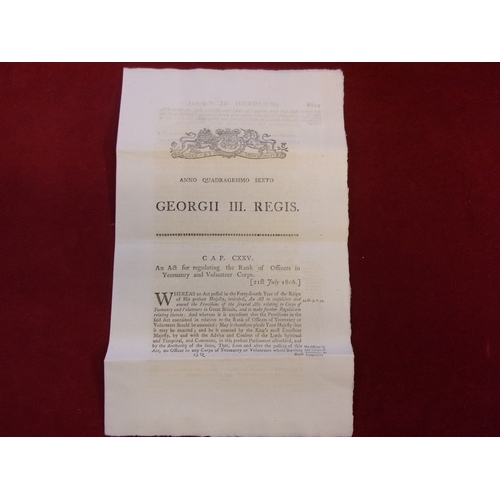 ANNO QUADRAGESIMO SEXTO
GEORGII III. REGIS.
CAP. CXXV.
An Act for regulating the Rank of Officers in
Yeomanry and Volunteer Corps.
[21st July 1806.]
WHEREAS an Act passed in the Forty-fourth Year of the Reign
of His present Majesty, intituled, An Act to consolidate and
amend the Provisions of the several Acts relating to Corps of
Yeomanry and Volunteers in Great Britain, and to make further Regulations
relating thereto: And whereas it is expedient that the Provisions in the
said Act contained in relation to the Rank of Officers of Yeomanry or
Volunteers should be amended: May it therefore please Your Majesty that
it may be enacted; and be it enacted by the King's most Excellent
Majesty, by and with the Advice and Consent of the Lords Spiritual
and Temporal, and Commons, in this present Parliament assembled, and
by the Authority of the same, That, from and after the passing of this
Act, no Officer in any Corps of Yeomanry or Volunteers